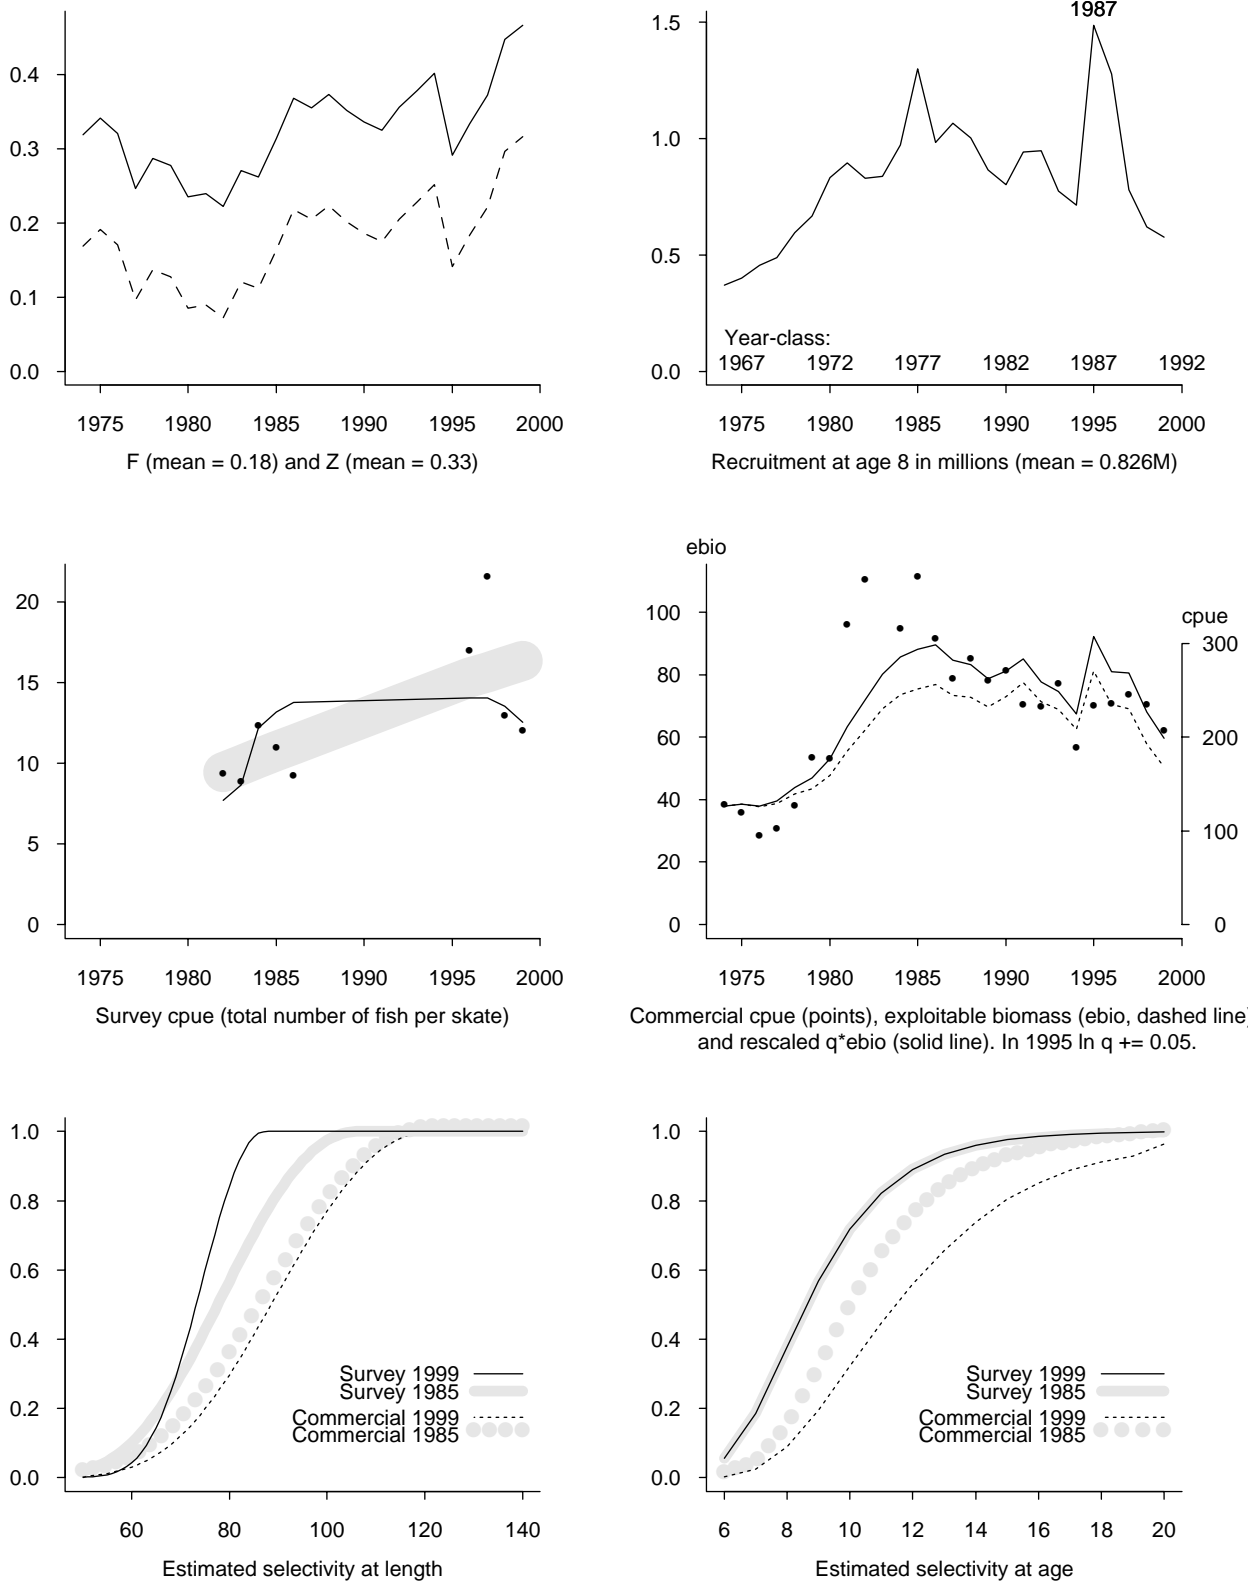 0.4
0.3
0.2
0.1
0.0
1975 1980 1985 1990 1995 2000
F (mean = 0.18) and Z (mean = 0.33)
1987
1.5
1.0
0.5
0.0
Year-class:
1967 1972 1977 1982 1987 1992
1975 1980 1985 1990 1995 2000
Recruitment at age 8 in millions (mean = 0.826M)
20
15
10
5
0
1975 1980 1985 1990 1995 2000
Survey cpue (total number of fish per skate)
ebio
100
80
60
40
20
0
cpue
300
200
100
0
1975 1980 1985 1990 1995 2000
Commercial cpue (points), exploitable biomass (ebio, dashed line)
and rescaled q*ebio (solid line). In 1995 ln q += 0.05.
1.0
0.8
0.6
0.4
0.2
0.0
Survey 1999
Survey 1985
Commercial 1999
Commercial 1985
60 80 100 120 140
Estimated selectivity at length
1.0
0.8
0.6
0.4
0.2
0.0
Survey 1999
Survey 1985
Commercial 1999
Commercial 1985
6 8 10 12 14 16 18 20
Estimated selectivity at age